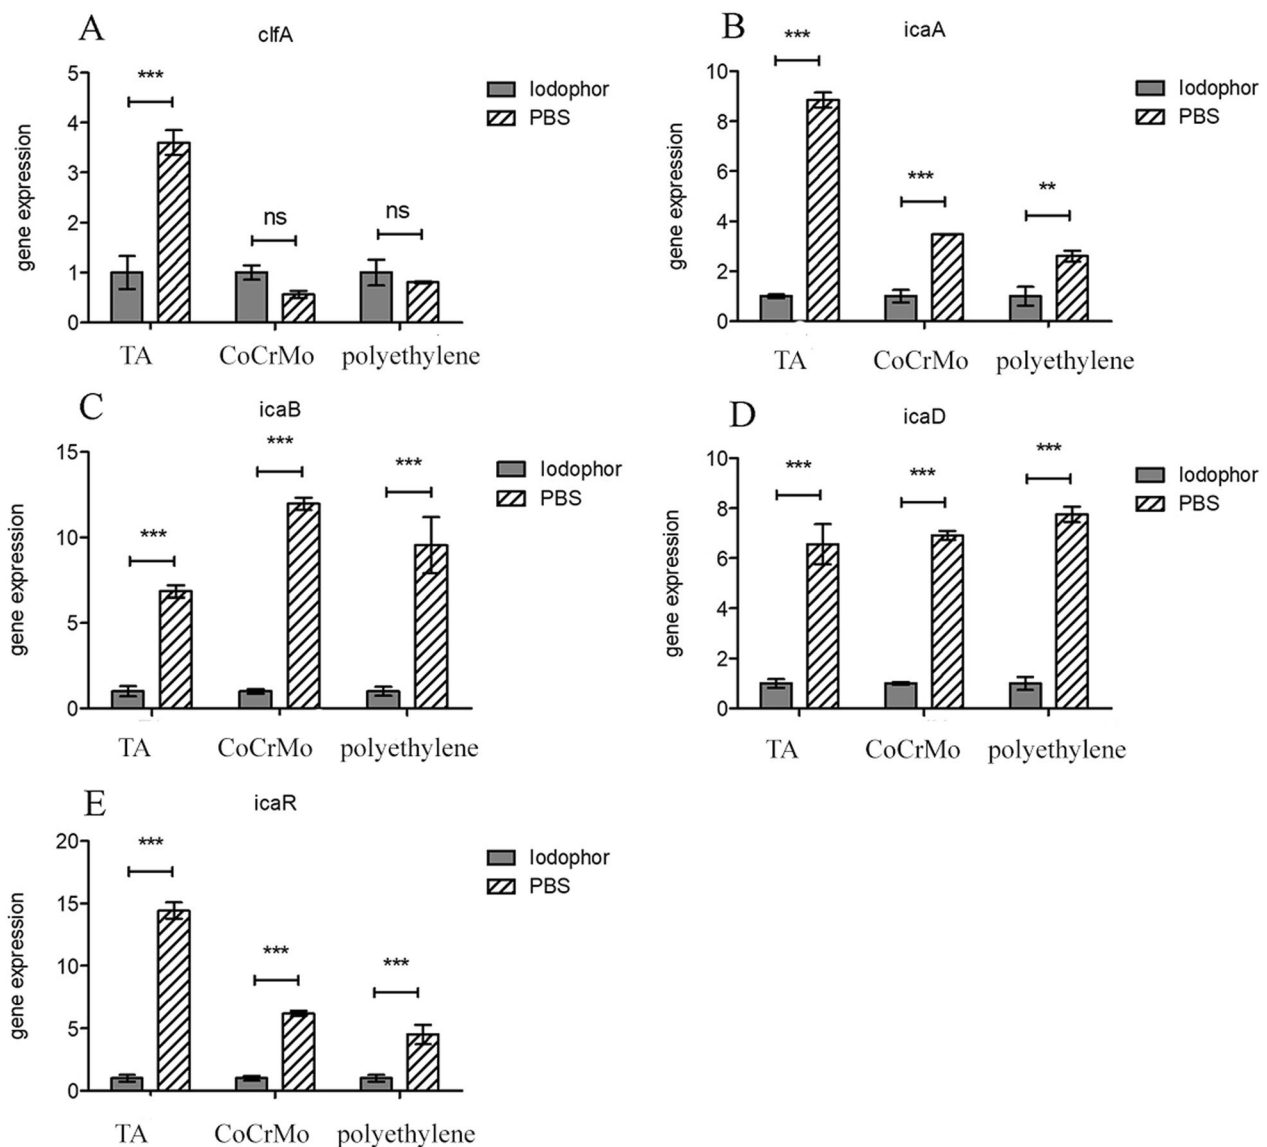 A
clfA
***
ns
ns
Iodophor
PBS
gene expression
5
4
3
2
1
0
TA
CoCrMo
polyethylene
B
icaA
***
***
**
Iodophor
PBS
gene expression
10
8
6
4
2
0
TA
CoCrMo
polyethylene
C
icaB
***
***
***
Iodophor
PBS
gene expression
15
10
5
0
TA
CoCrMo
polyethylene
D
icaD
***
***
***
Iodophor
PBS
gene expression
10
8
6
4
2
0
TA
CoCrMo
polyethylene
E
icaR
***
***
***
Iodophor
PBS
gene expression
20
15
10
5
0
TA
CoCrMo
polyethylene